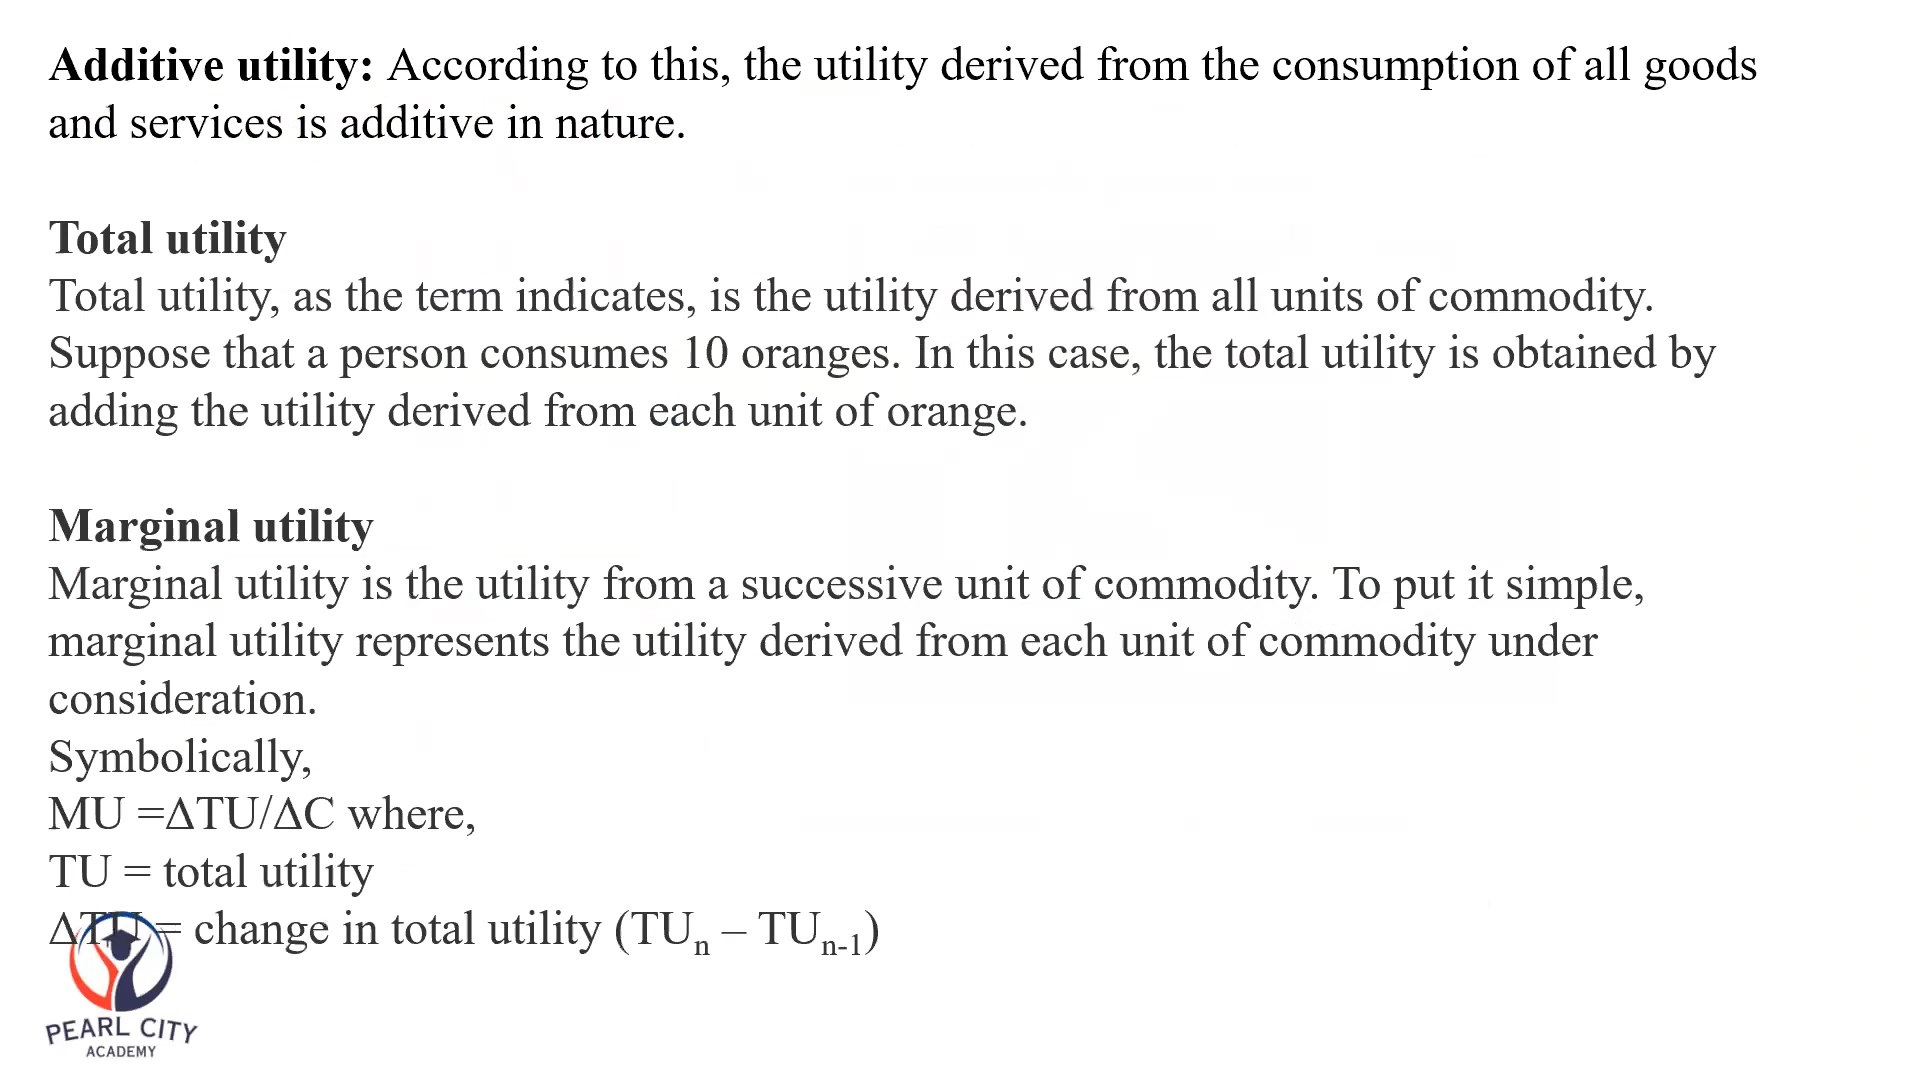 Additive utility: According to this, the utility derived from the consumption of all goods
and services is additive in nature.
Total utility
Total utility, as the term indicates, is the utility derived from all units of commodity.
Suppose that a person consumes 10 oranges. In this case, the total utility is obtained by
adding the utility derived from each unit of orange.
Marginal utility
Marginal utility is the utility from a successive unit of commodity. To put it simple,
marginal utility represents the utility derived from each unit of commodity under
consideration.
Symbolically,
MU =ΔTU/ΔC where,
TU = total utility
ΔTU = change in total utility (TUₙ – TUₙ₋₁)
PEARL CITY
ACADEMY